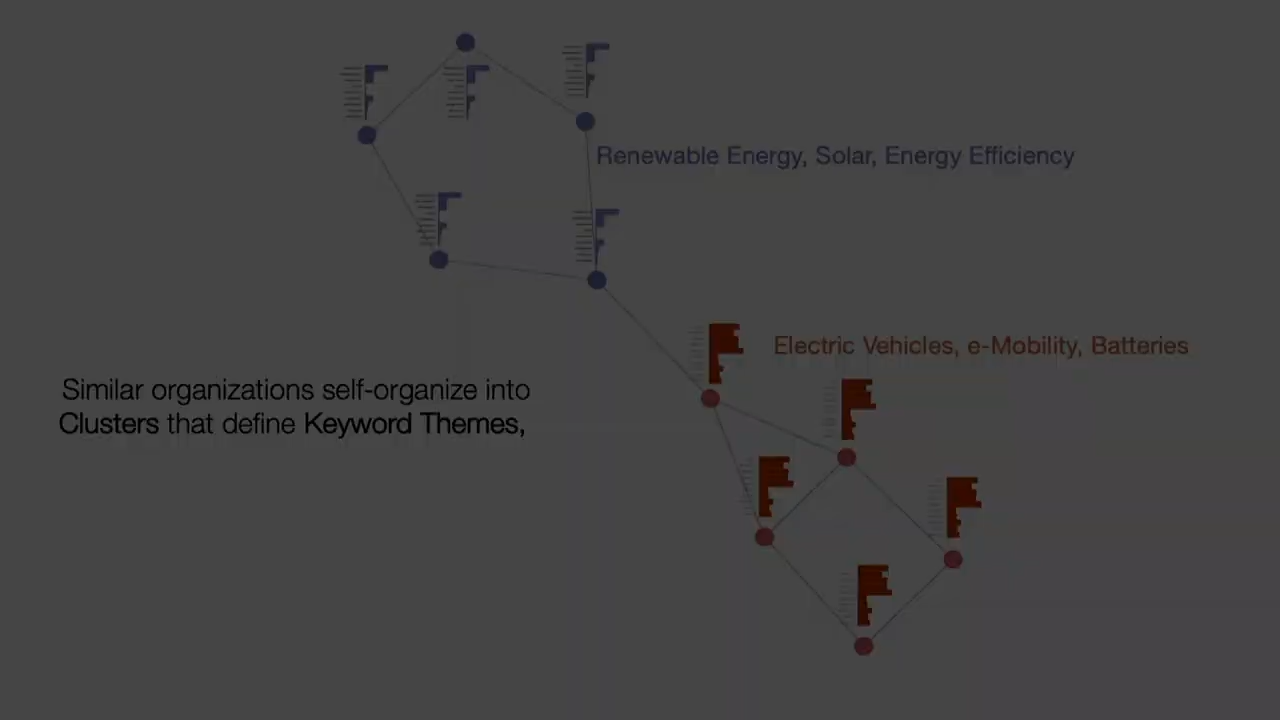 Renewable Energy, Solar, Energy Efficiency
Electric Vehicles, e-Mobility, Batteries
Similar organizations self-organize into
Clusters that define Keyword Themes,